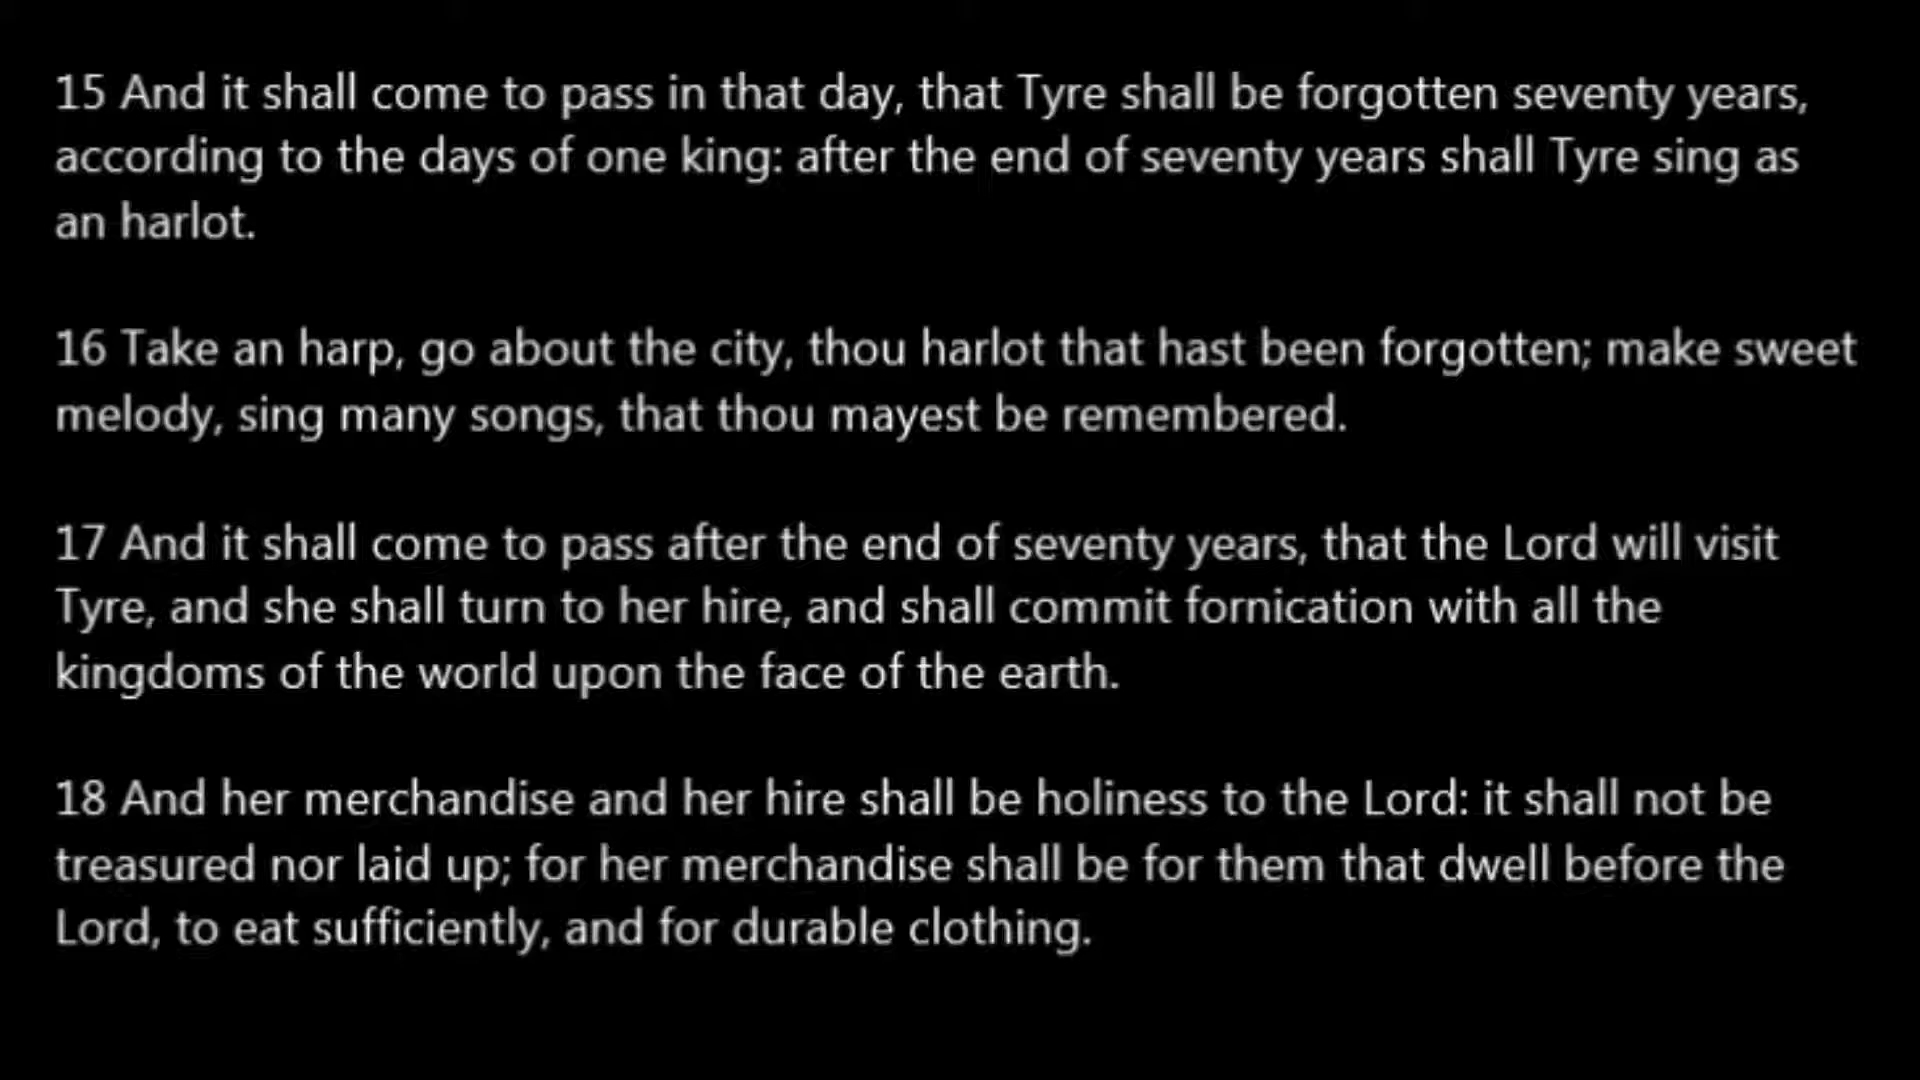 15 And it shall come to pass in that day, that Tyre shall be forgotten seventy years,
according to the days of one king: after the end of seventy years shall Tyre sing as
an harlot.
16 Take an harp, go about the city, thou harlot that hast been forgotten; make sweet
melody, sing many songs, that thou mayest be remembered.
17 And it shall come to pass after the end of seventy years, that the Lord will visit
Tyre, and she shall turn to her hire, and shall commit fornication with all the
kingdoms of the world upon the face of the earth.
18 And her merchandise and her hire shall be holiness to the Lord: it shall not be
treasured nor laid up; for her merchandise shall be for them that dwell before the
Lord, to eat sufficiently, and for durable clothing.